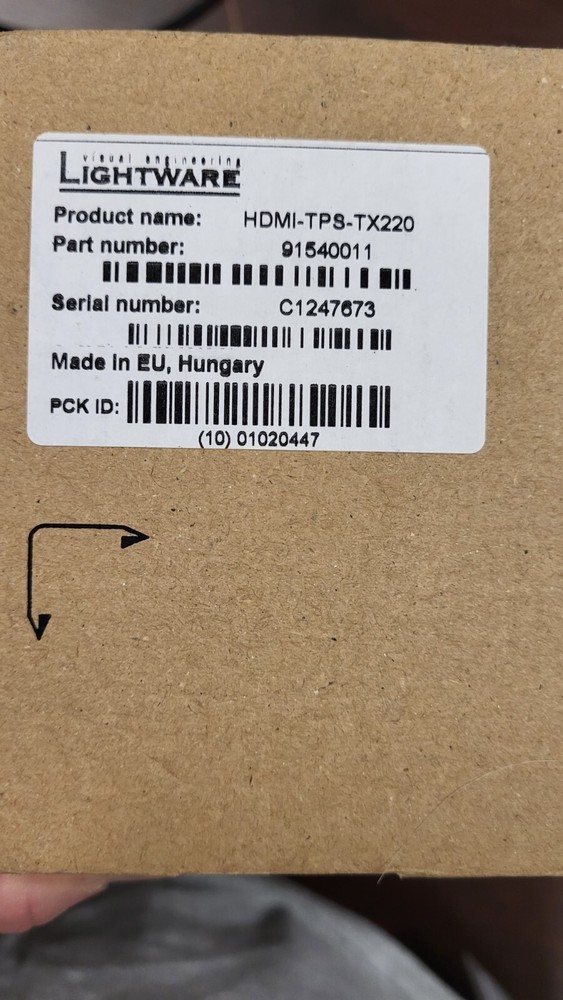 visual engineering
LIGHTWARE
Product name: HDMI-TPS-TX220
Part number: 91540011
Serial number: C1247673
Made in EU, Hungary
PCK ID:
(10) 01020447